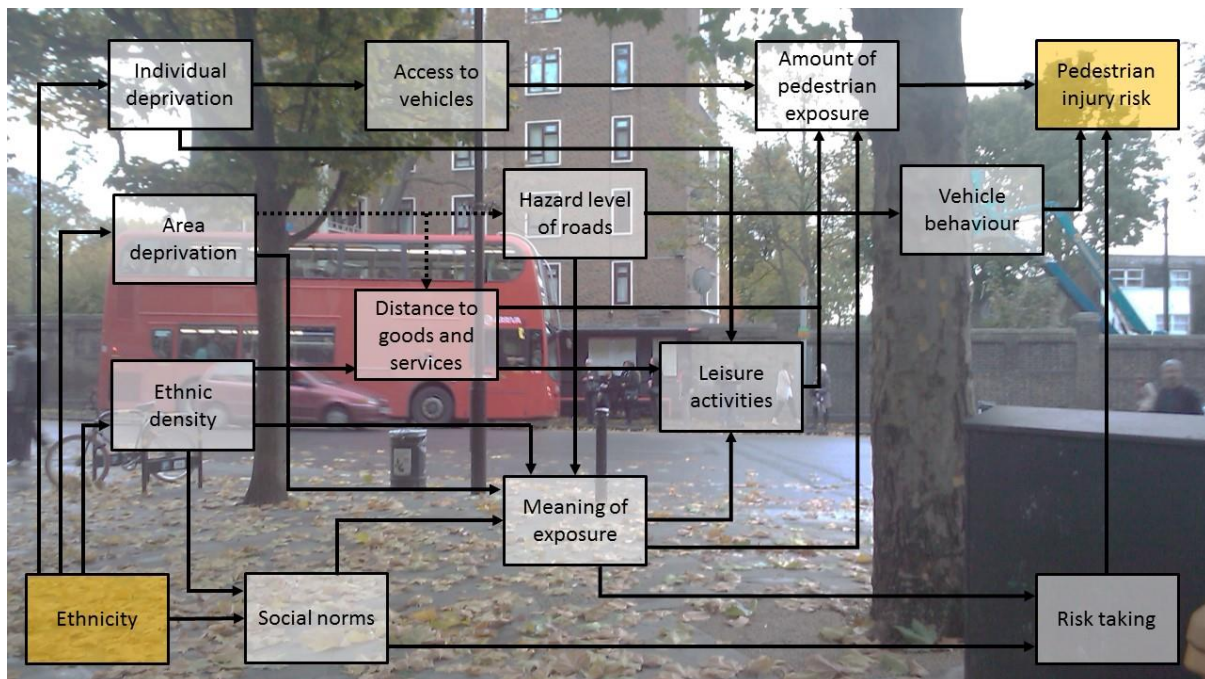 Individual
deprivation
Access to
vehicles
Amount of
pedestrian
exposure
Pedestrian
injury risk
Area
deprivation
Hazard level
of roads
Vehicle
behaviour
Distance to
goods and
services
Ethnic
density
Leisure
activities
Meaning of
exposure
Ethnicity
Social norms
Risk taking